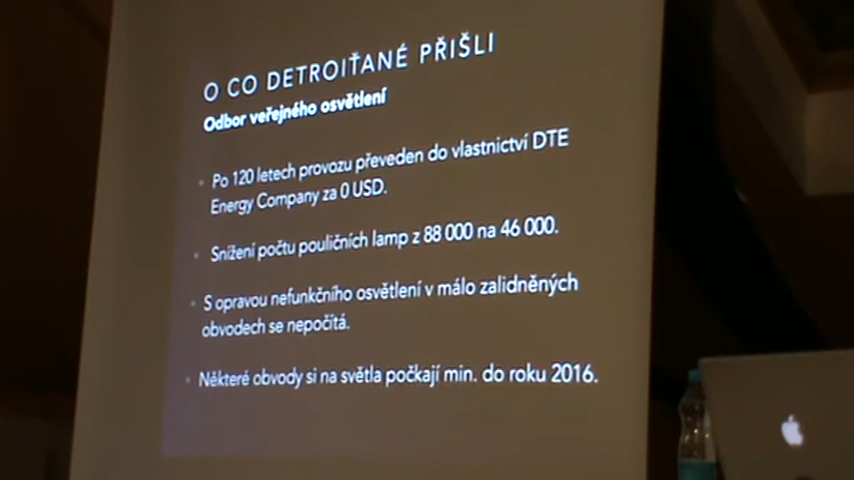 O CO DETROIŤANÉ PŘIŠLI
Odbor veřejného osvětlení
Po 120 letech provozu převeden do vlastnictví DTE
Energy Company za 0 USD.
Snížení počtu pouličních lamp z 88 000 na 46 000.
S opravou nefunkčního osvětlení v málo zalidněných
obvodech se nepočítá.
Některé obvody si na světla počkají min. do roku 2016.